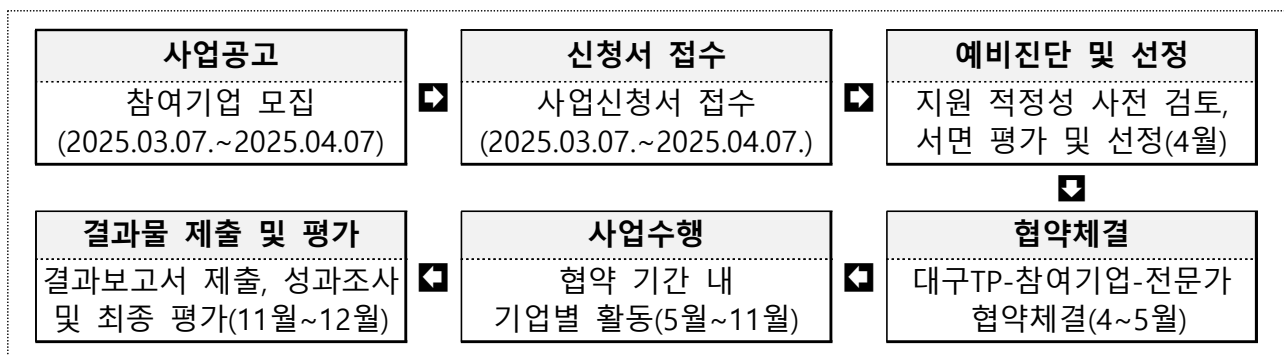 사업공고
참여기업 모집
(2025.03.07.~2025.04.07)
신청서 접수
사업신청서 접수
(2025.03.07.~2025.04.07.)
예비진단 및 선정
지원 적정성 사전 검토,
서면 평가 및 선정(4월)
협약체결
대구TP-참여기업-전문가
협약체결(4~5월)
사업수행
협약 기간 내
기업별 활동(5월~11월)
결과물 제출 및 평가
결과보고서 제출, 성과조사
및 최종 평가(11월~12월)